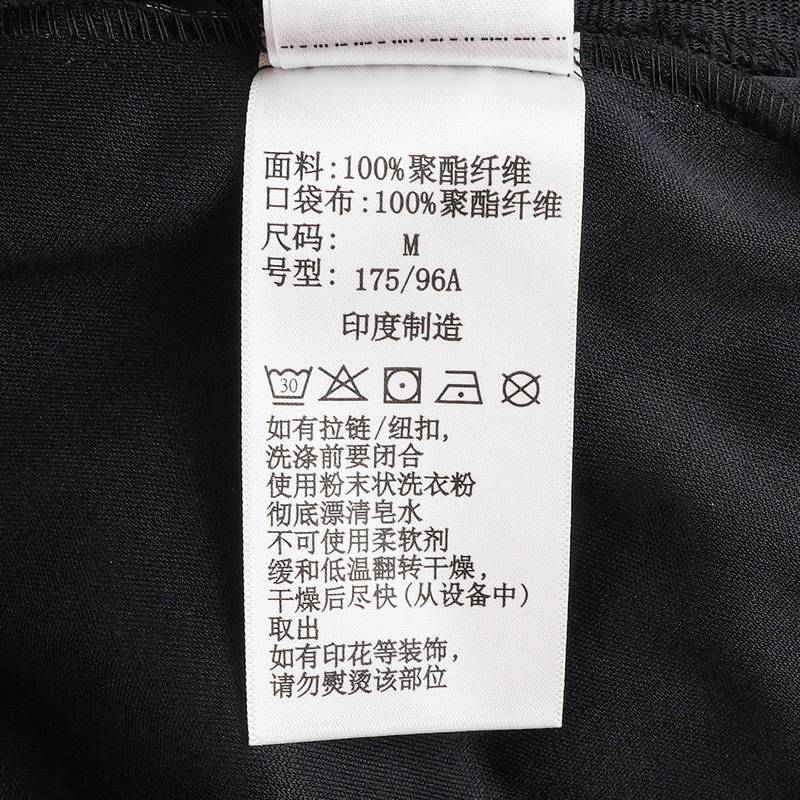 面料:100%聚酯纤维
口袋布:100%聚酯纤维
尺码: M
号型: 175/96A
印度制造
30
如有拉链/纽扣,
洗涤前要闭合
使用粉末状洗衣粉
彻底漂清皂水
不可使用柔软剂
缓和低温翻转干燥,
干燥后尽快(从设备中)
取出
如有印花等装饰,
请勿熨烫该部位